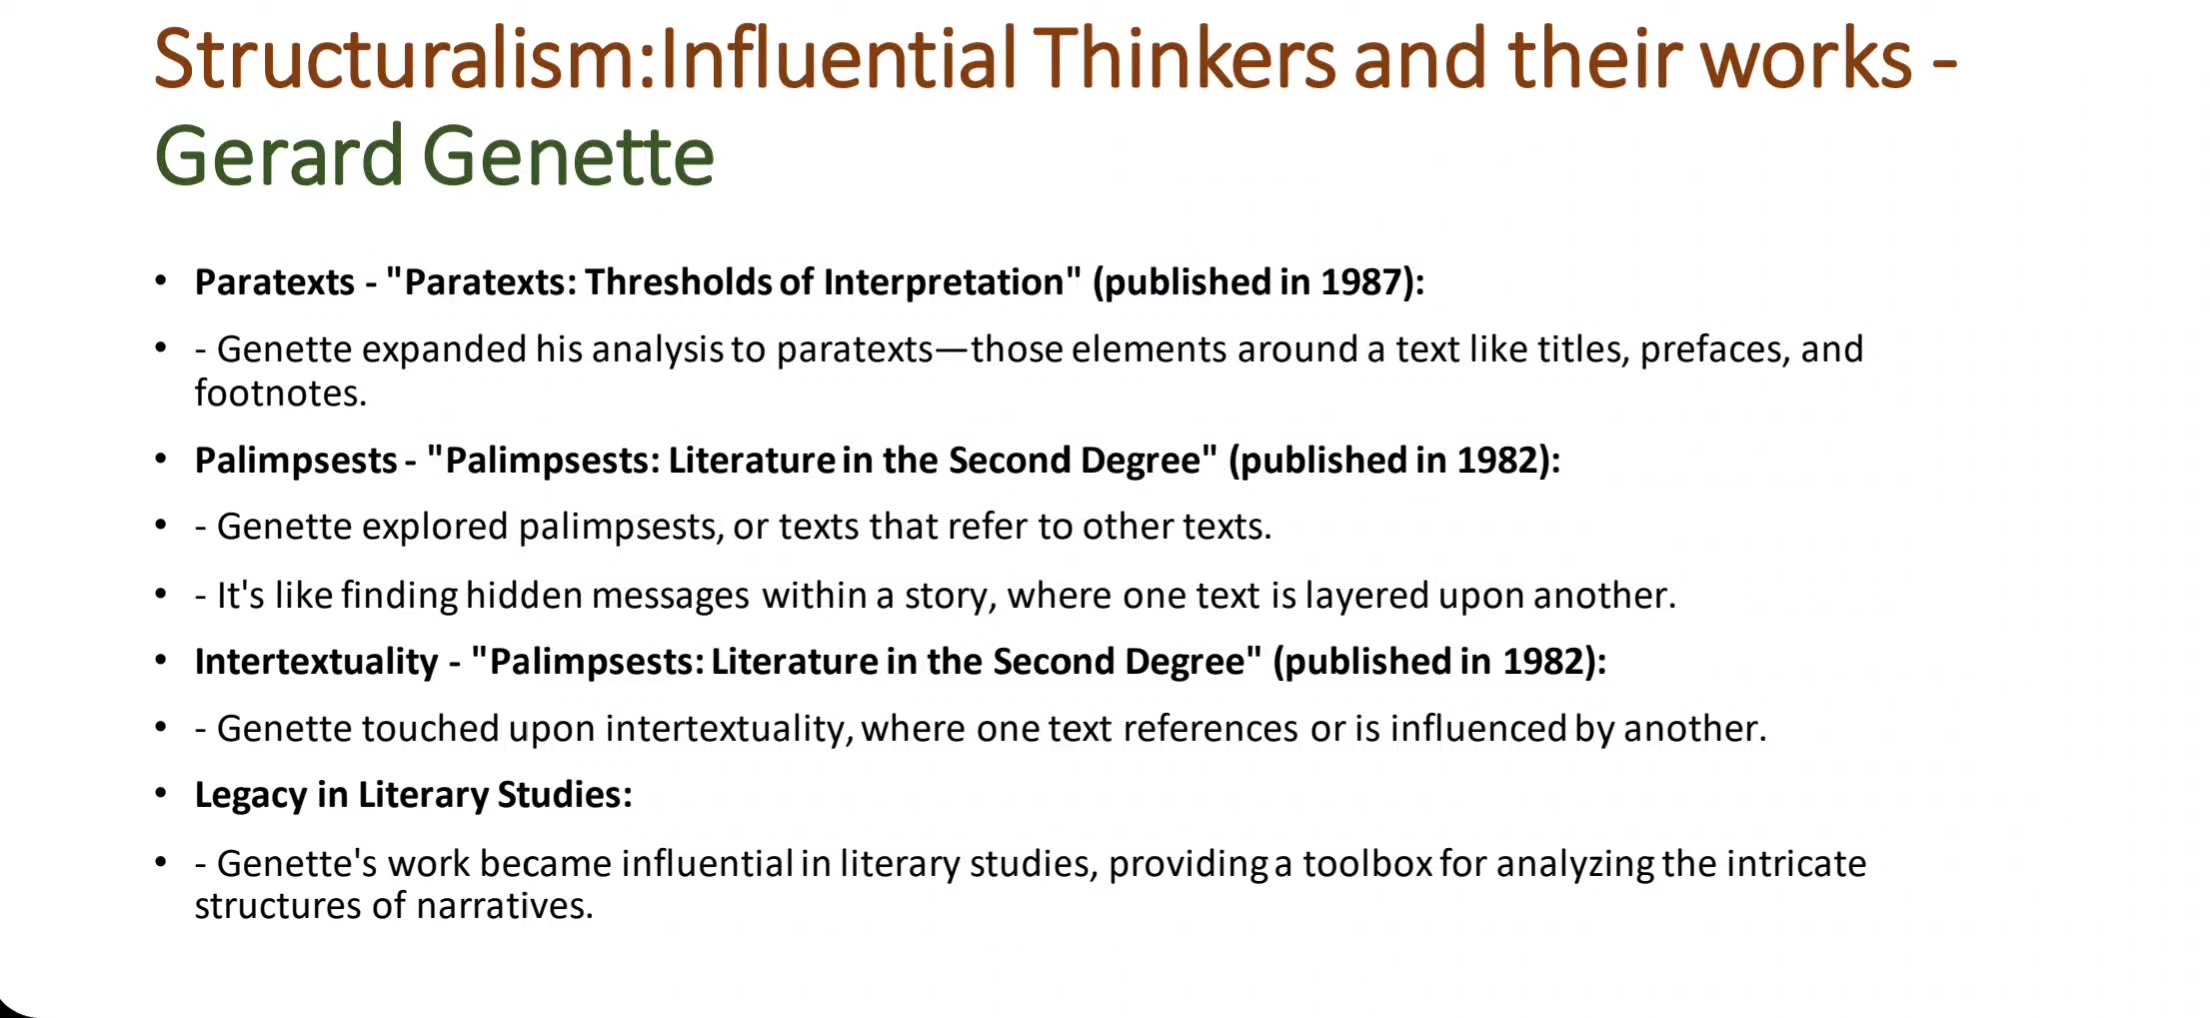 Structuralism:Influential Thinkers and their works -
Gerard Genette
• Paratexts - "Paratexts: Thresholds of Interpretation" (published in 1987):
• - Genette expanded his analysis to paratexts—those elements around a text like titles, prefaces, and
footnotes.
• Palimpsests - "Palimpsests: Literature in the Second Degree" (published in 1982):
• - Genette explored palimpsests, or texts that refer to other texts.
• - It's like finding hidden messages within a story, where one text is layered upon another.
• Intertextuality - "Palimpsests: Literature in the Second Degree" (published in 1982):
• - Genette touched upon intertextuality, where one text references or is influenced by another.
• Legacy in Literary Studies:
• - Genette's work became influential in literary studies, providing a toolbox for analyzing the intricate
structures of narratives.